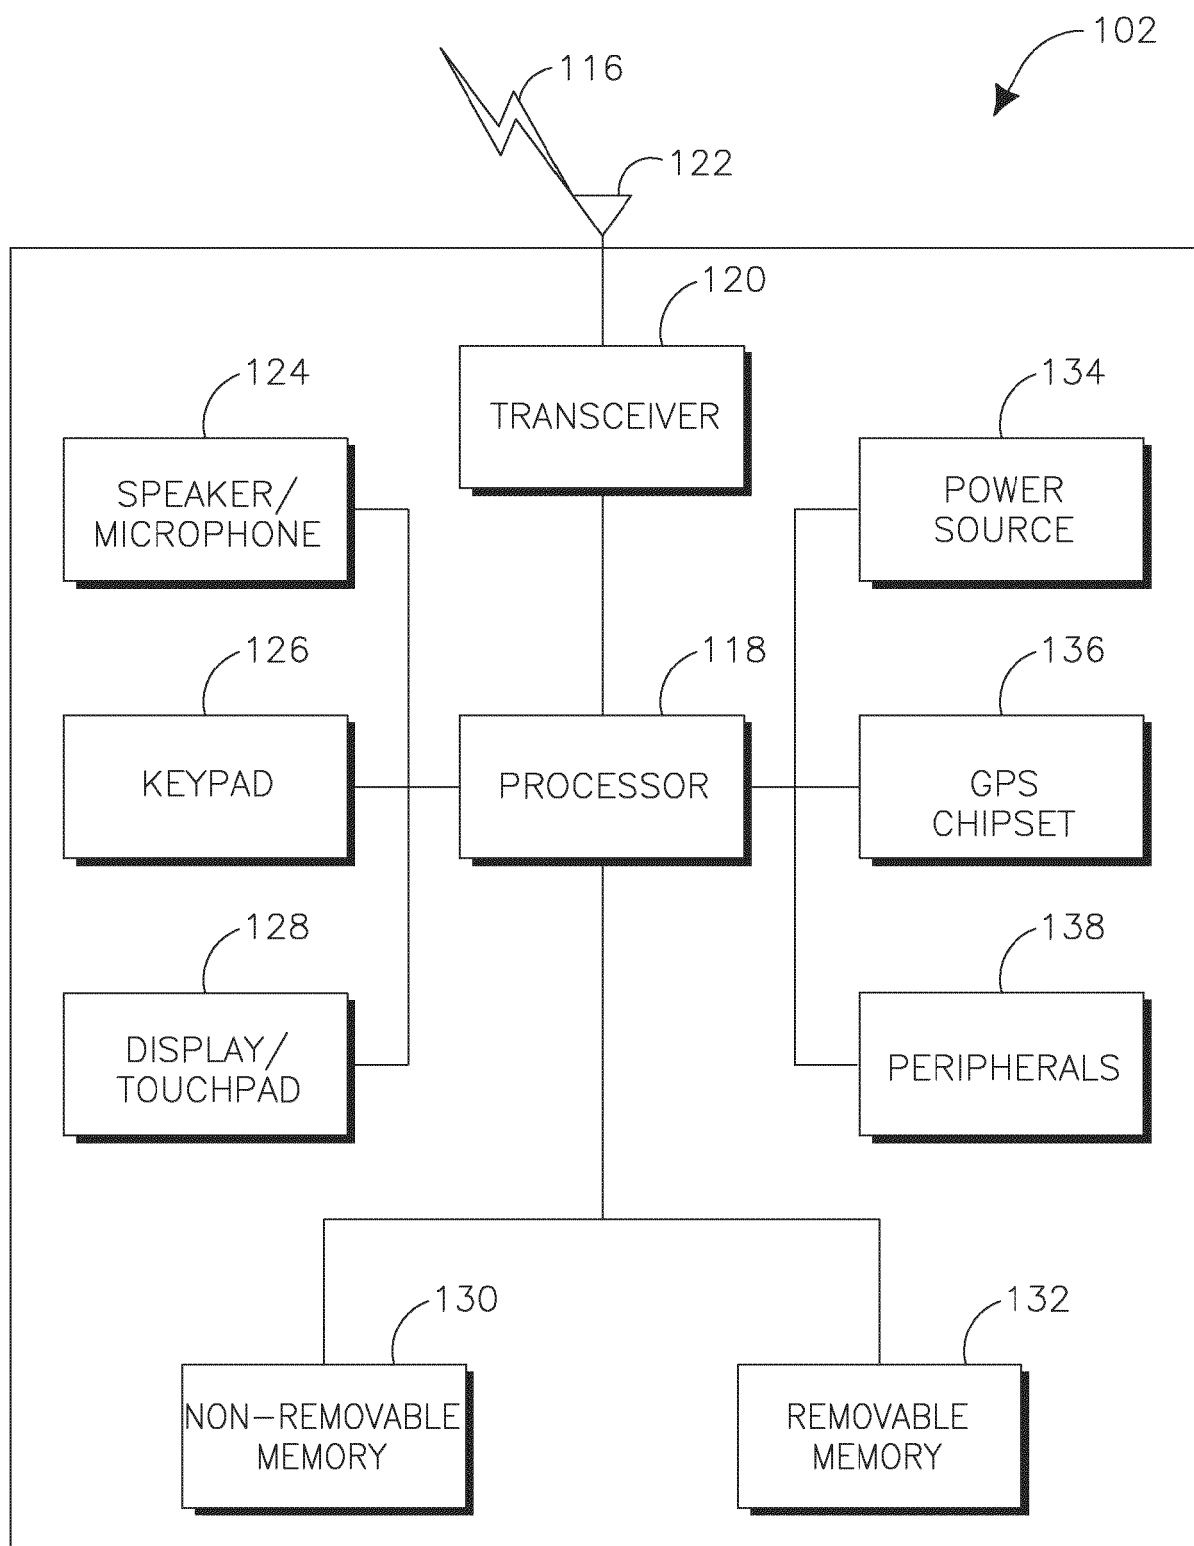 102
116
122
120
TRANSCEIVER
124
SPEAKER/
MICROPHONE
134
POWER
SOURCE
126
KEYPAD
118
PROCESSOR
136
GPS
CHIPSET
128
DISPLAY/
TOUCHPAD
138
PERIPHERALS
130
NON-REMOVABLE
MEMORY
132
REMOVABLE
MEMORY